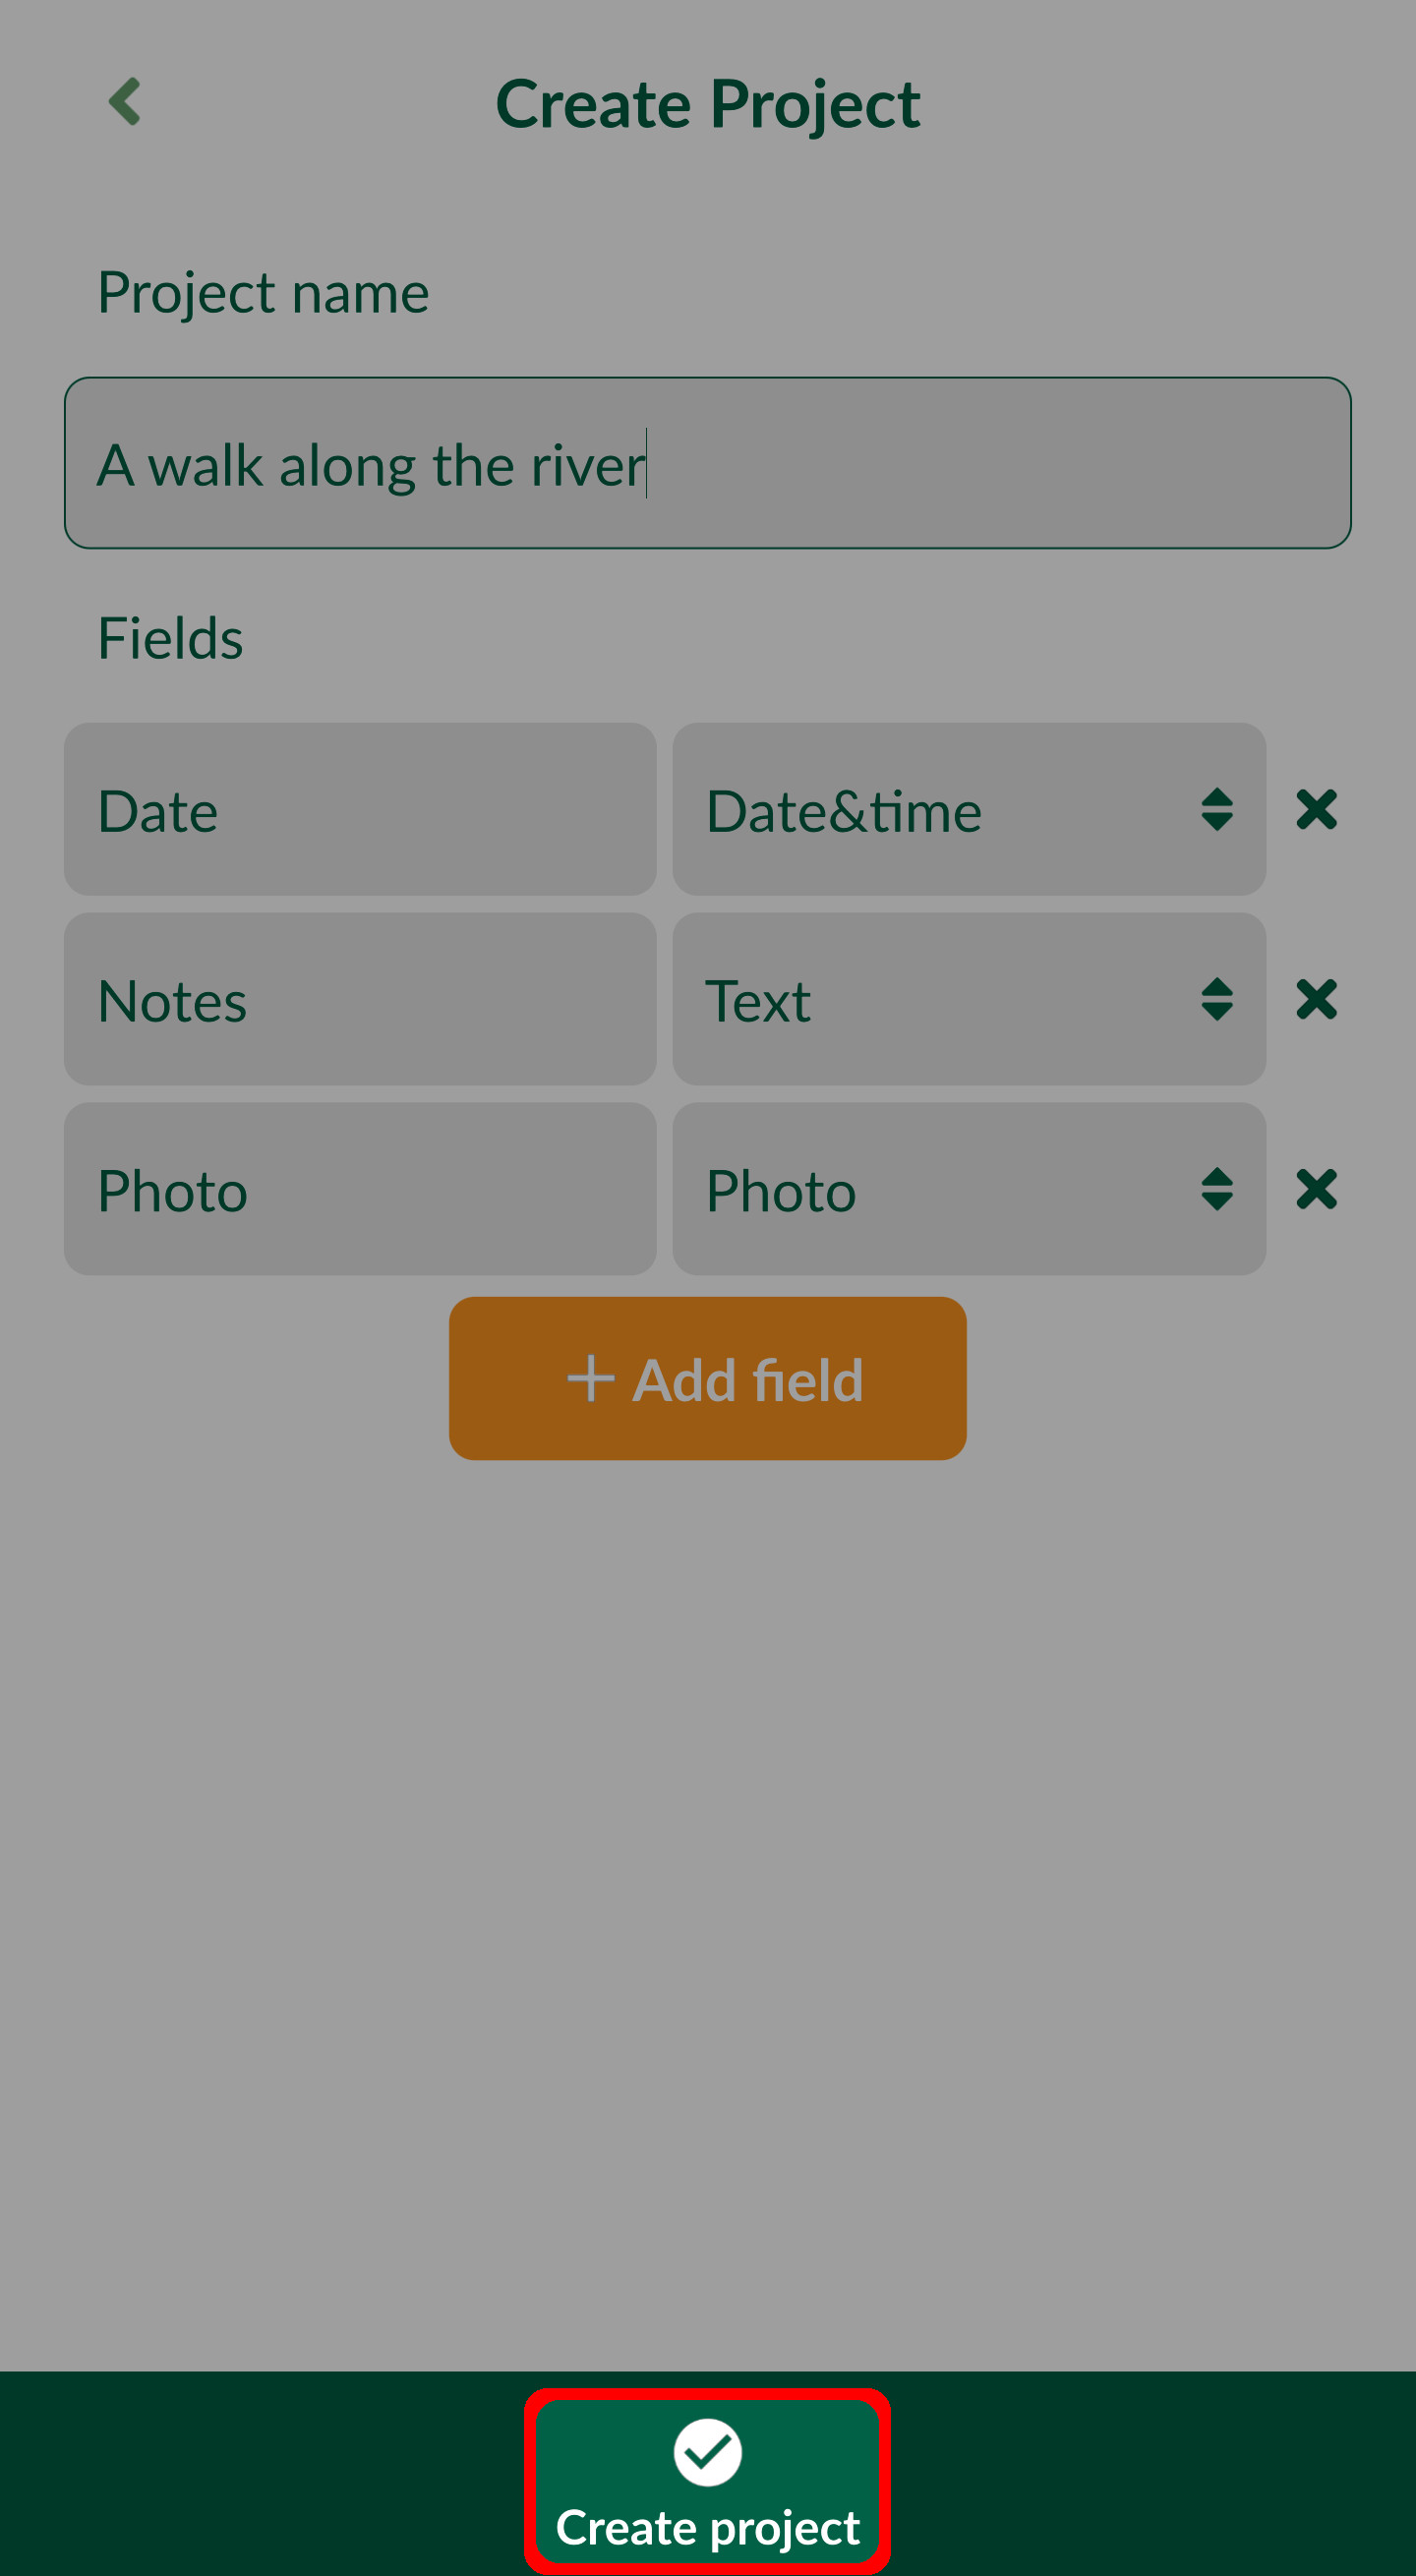 Create Project
Project name
A walk along the river
Fields
Date Date&time
Notes Text
Photo Photo
Add field
Create project